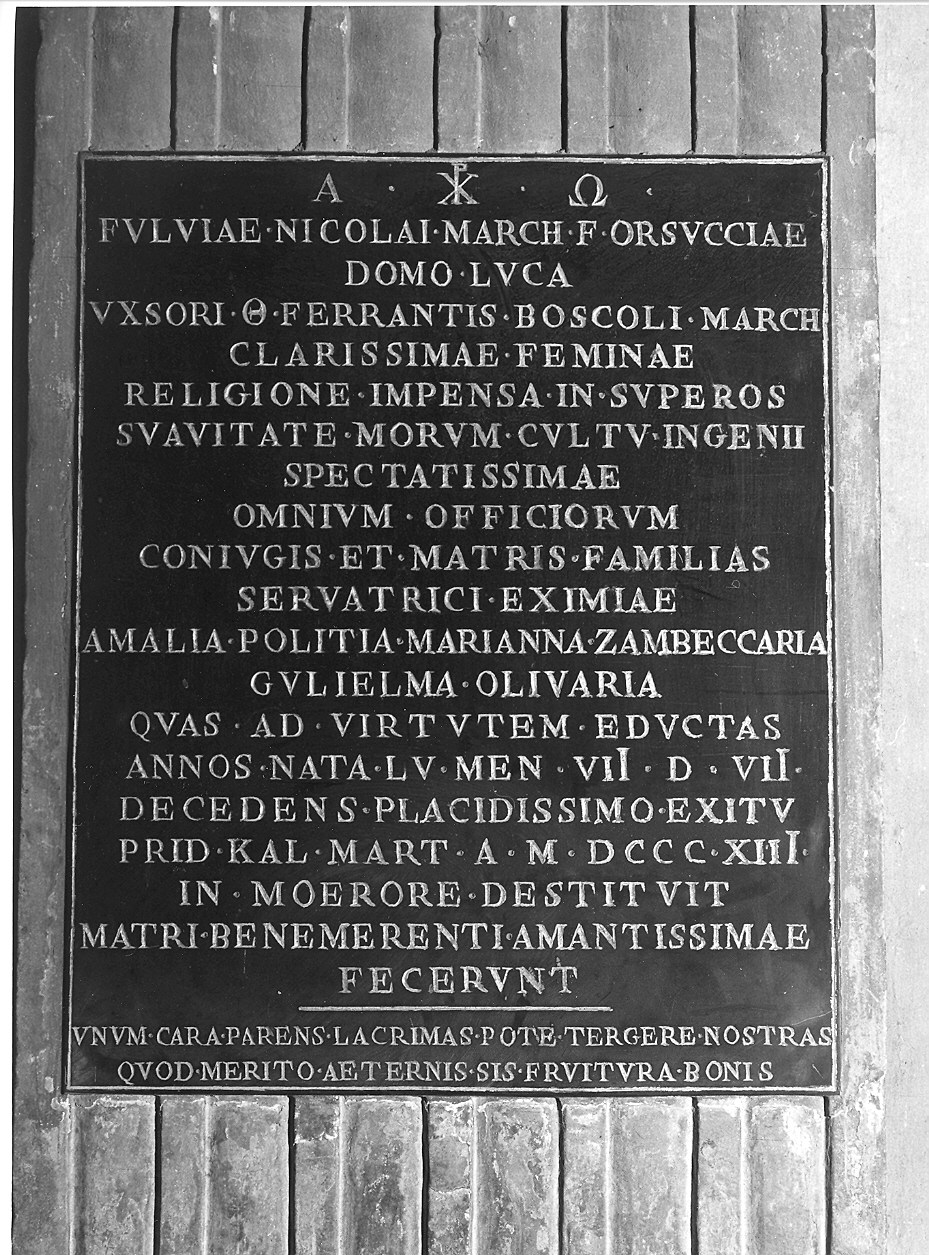 Α · ☧ · Ω ·
FVLVIAE·NICOLAI·MARCH·F·ORSVCCIAE
DOMO·LVCA
VXSORI·Θ·FERRANTIS·BOSCOLI·MARCH
CLARISSIMAE·FEMINAE
RELIGIONE·IMPENSA·IN·SVPEROS
SVAVITATE·MORVM·CVLTV·INGENII
SPECTATISSIMAE
OMNIVM·OFFICIORVM
CONIVGIS·ET·MATRIS·FAMILIAS
SERVATRICI·EXIMIAE
AMALIA·POLITIA·MARIANNA·ZAMBECCARIA
GVLIELMA·OLIVARIA
QVAS·AD·VIRTVTEM·EDVCTAS
ANNOS·NATA·LV·MEN·VII·D·VII·
DECEDENS·PLACIDISSIMO·EXITV
PRID·KAL·MART·A·M·DCCC·XIIII·
IN·MOERORE·DESTITVIT
MATRI·BENEMERENTI·AMANTISSIMAE
FECERVNT
VNVM·CARA·PARENS·LACRIMAS·POTE·TERGERE·NOSTRAS
QVOD·MERITO·AETERNIS·SIS·FRVITVRA·BONIS